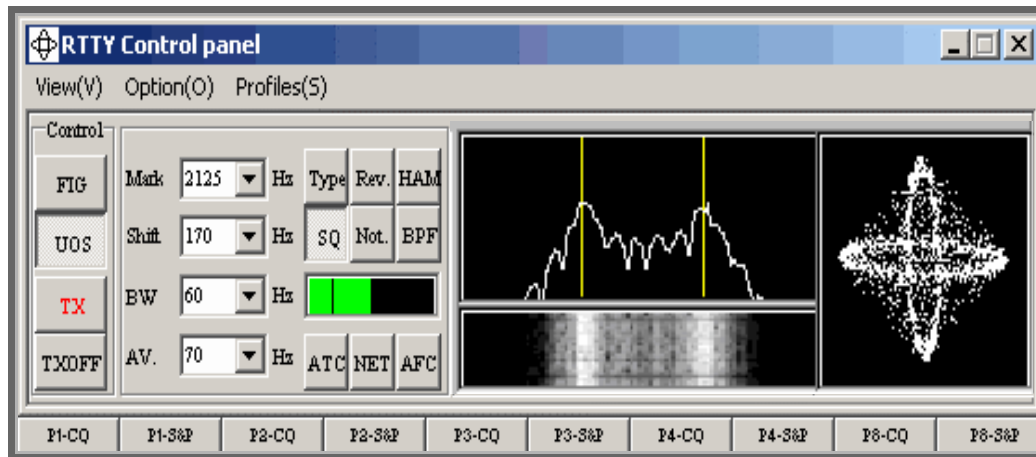 RTTY Control panel
View(V) Option(O) Profiles(S)
Control
FIG
UOS
TX
TXOFF
Mark 2125 Hz Type Rev. HAM
Shift 170 Hz SQ Not. BPF
BW 60 Hz
AV. 70 Hz ATC NET AFC
P1-CQ P1-S&P P2-CQ P2-S&P P3-CQ P3-S&P P4-CQ P4-S&P P8-CQ P8-S&P